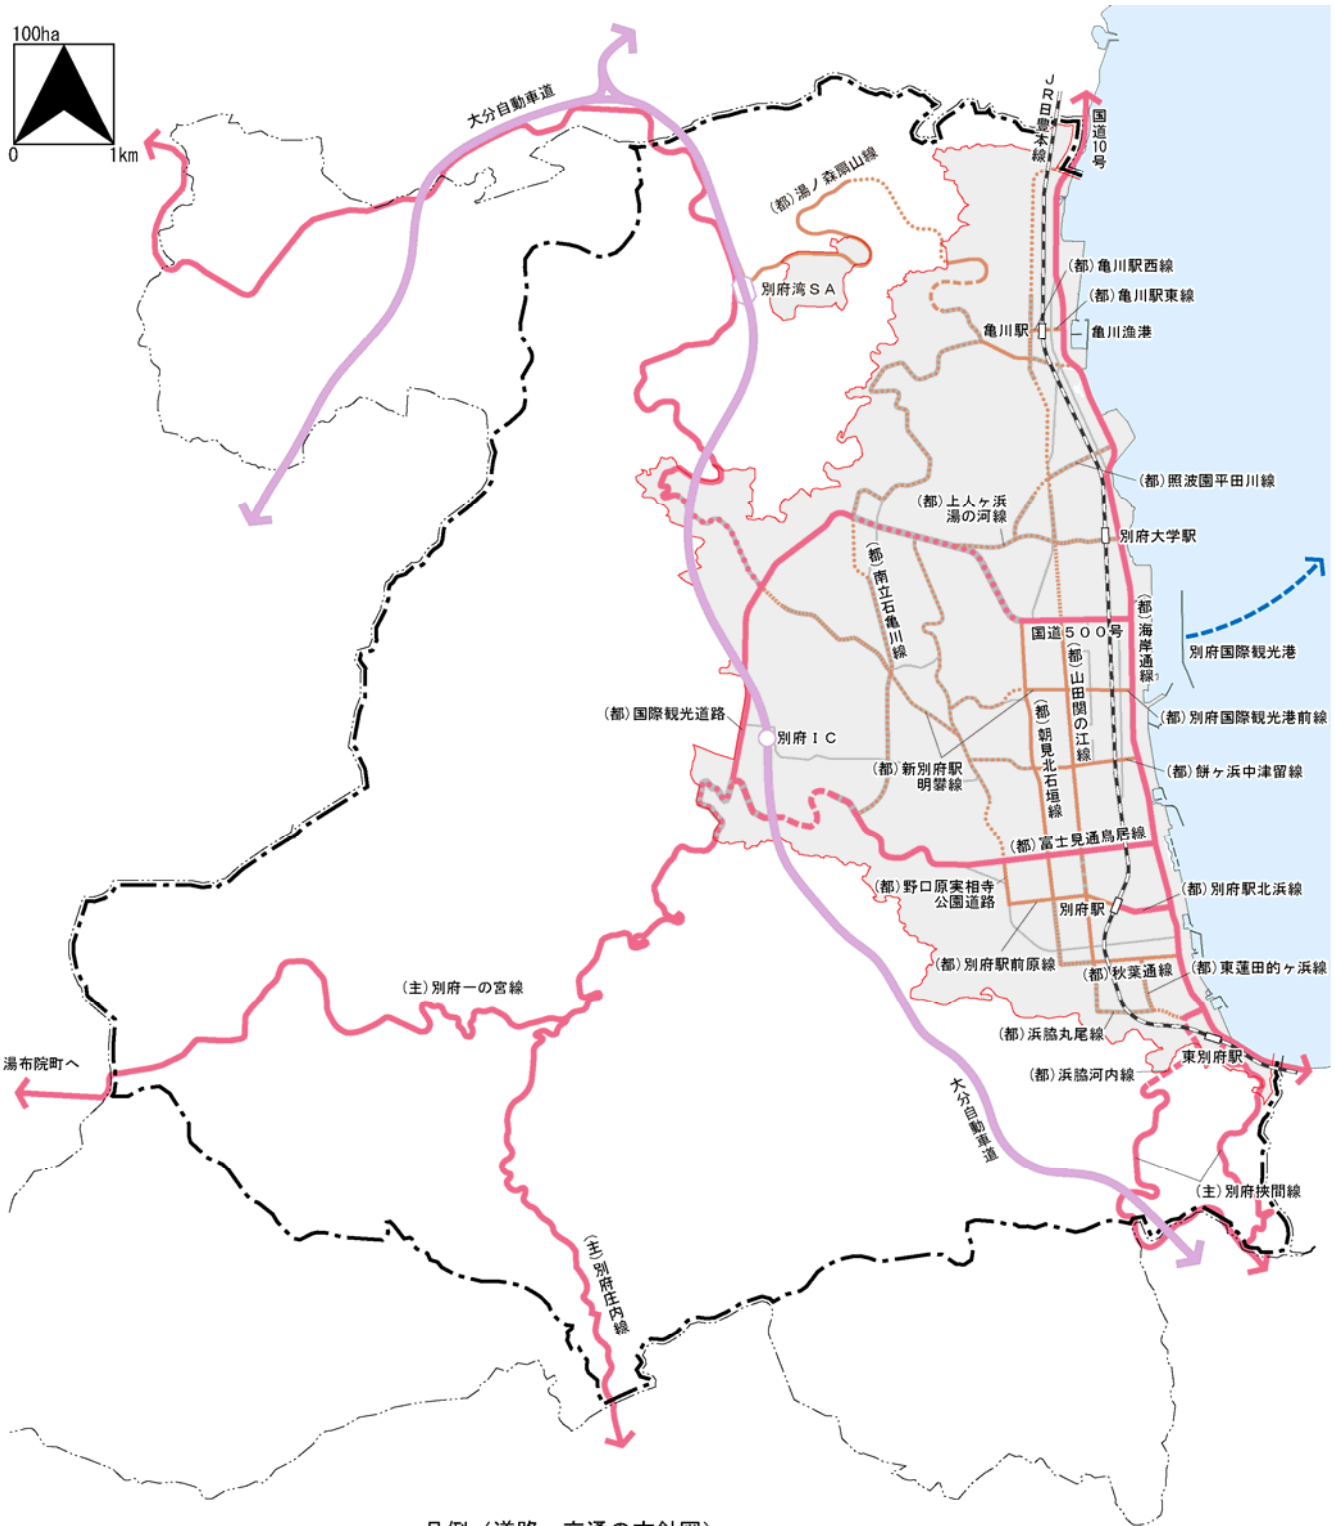 100ha
0
1km
大分自動車道
JR日豊本線
国道10号
(都)湯ノ森扇山線
別府湾SA
(都)亀川駅西線
(都)亀川駅東線
亀川駅
亀川漁港
(都)照波園平田川線
(都)上人ヶ浜
湯の河線
別府大学駅
(都)南立石亀川線
(都)海岸通線
国道500号
別府国際観光港
(都)山田関の江線
(都)国際観光道路
(都)朝見北石垣線
(都)別府国際観光港前線
別府IC
(都)新別府駅
明礬線
(都)餅ヶ浜中津留線
(都)富士見通鳥居線
(都)野口原実相寺
公園道路
別府駅
(都)別府駅北浜線
(都)別府駅前原線
(都)秋葉通線
(都)東蓮田的ヶ浜線
(主)別府一の宮線
(都)浜脇丸尾線
東別府駅
湯布院町へ
(都)浜脇河内線
大分自動車道
(主)別府挾間線
(主)別府庄内線
凡例(道路・交通の方針図)